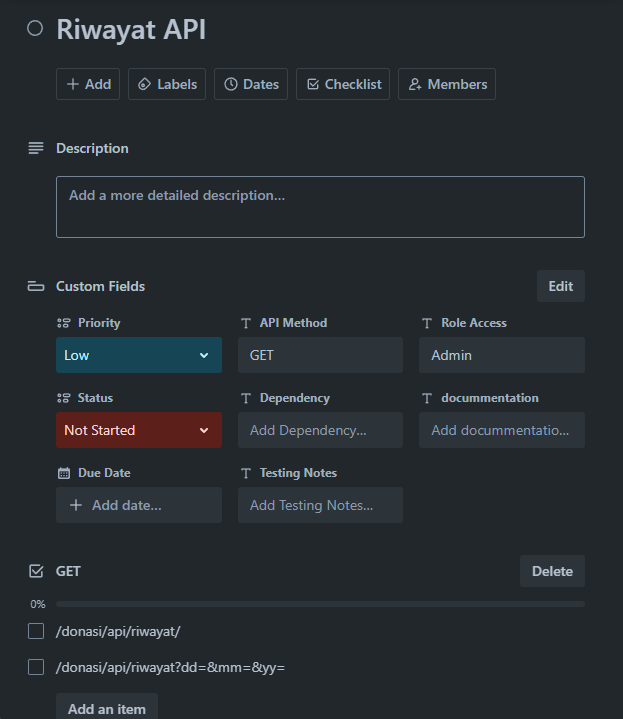 Riwayat API
Add Labels Dates Checklist Members
Description
Add a more detailed description...
Custom Fields Edit
Priority API Method Role Access
Low GET Admin
Status Dependency docummentation
Not Started Add Dependency... Add docummentatio...
Due Date Testing Notes
Add date... Add Testing Notes...
GET Delete
0%
/donasi/api/riwayat/
/donasi/api/riwayat?dd=&mm=&yy=
Add an item